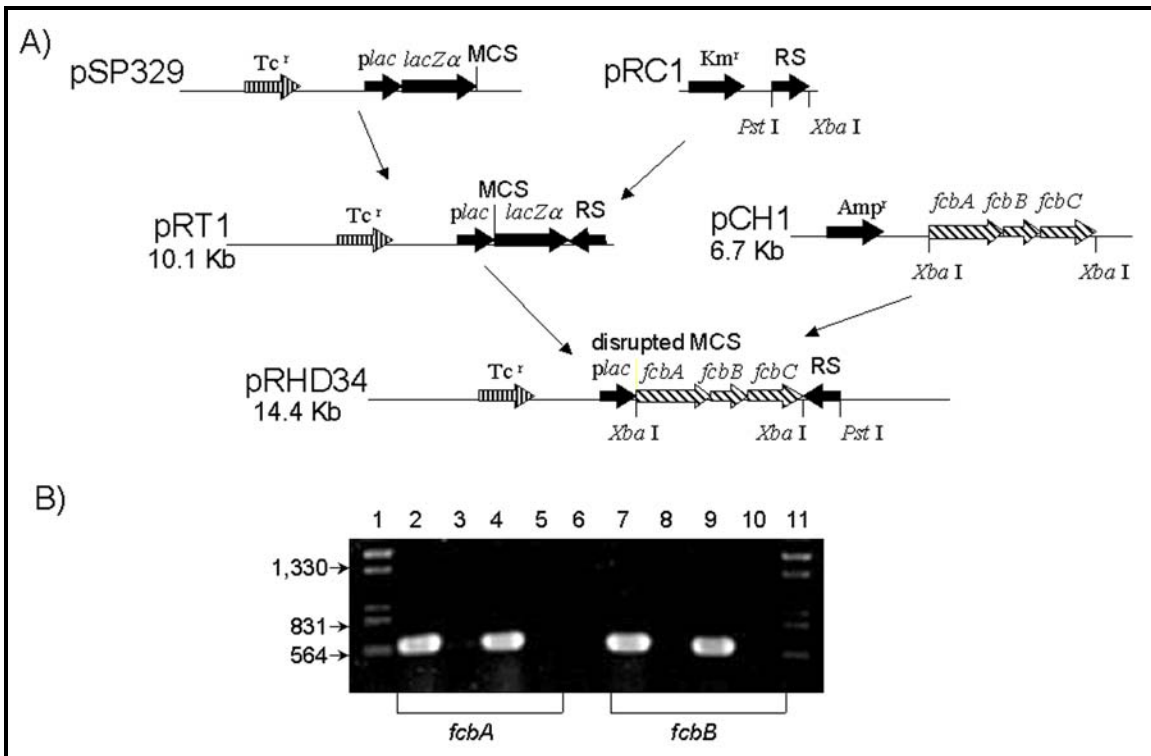 A)
pSP329
Tc r
plac lacZα MCS
pRC1
Kmr
RS
Pst I
Xba I
pRT1
10.1 Kb
Tc r
MCS
plac lacZα RS
pCH1
6.7 Kb
Ampr
fcbA fcbB fcbC
Xba I
Xba I
disrupted MCS
pRHD34
14.4 Kb
Tc r
plac fcbA fcbB fcbC RS
Xba I
Xba I
Pst I
B)
1 2 3 4 5 6 7 8 9 10 11
1,330
831
564
fcbA
fcbB